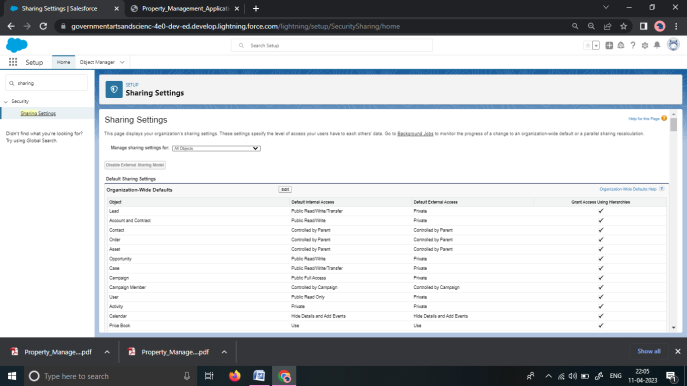 Sharing Settings | Salesforce
Property_Management_Applicati
governmentartsandscienc-4e0-dev-ed.develop.lightning.force.com/lightning/setup/SecuritySharing/home
Search Setup
Setup
Home
Object Manager
sharing
Security
Sharing Settings
Didn't find what you're looking for?
Try using Global Search.
SETUP
Sharing Settings
Sharing Settings
Help for this Page
This page displays your organization's sharing settings. These settings specify the level of access your users have to each others' data. Go to Background Jobs to monitor the progress of a change to an organization-wide default or a parallel sharing recalculation.
Manage sharing settings for: All Objects
Disable External Sharing Model
Default Sharing Settings
Organization-Wide Defaults Edit Organization-Wide Defaults Help ?
Object Default Internal Access Default External Access Grant Access Using Hierarchies
Lead Public Read/Write/Transfer Private
Account and Contract Public Read/Write Private
Contact Controlled by Parent Controlled by Parent
Order Controlled by Parent Controlled by Parent
Asset Controlled by Parent Controlled by Parent
Opportunity Public Read/Write Private
Case Public Read/Write/Transfer Private
Campaign Public Full Access Private
Campaign Member Controlled by Campaign Controlled by Campaign
User Public Read Only Private
Activity Private Private
Calendar Hide Details and Add Events Hide Details and Add Events
Price Book Use Use
Property_Manage....pdf
Property_Manage....pdf
Show all
Type here to search
ENG
22:05
11-04-2023